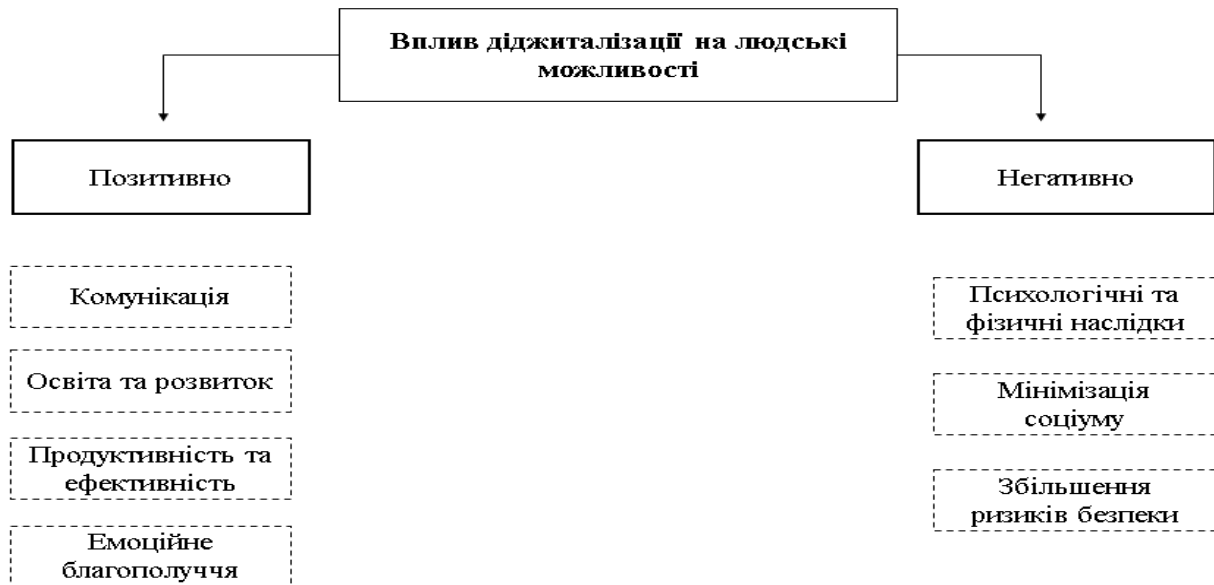 Вплив діджиталізації на людські
можливості
Позитивно
Негативно
Комунікація
Освіта та розвиток
Продуктивність та
ефективність
Емоційне
благополуччя
Психологічні та
фізичні наслідки
Мінімізація
соціуму
Збільшення
ризиків безпеки